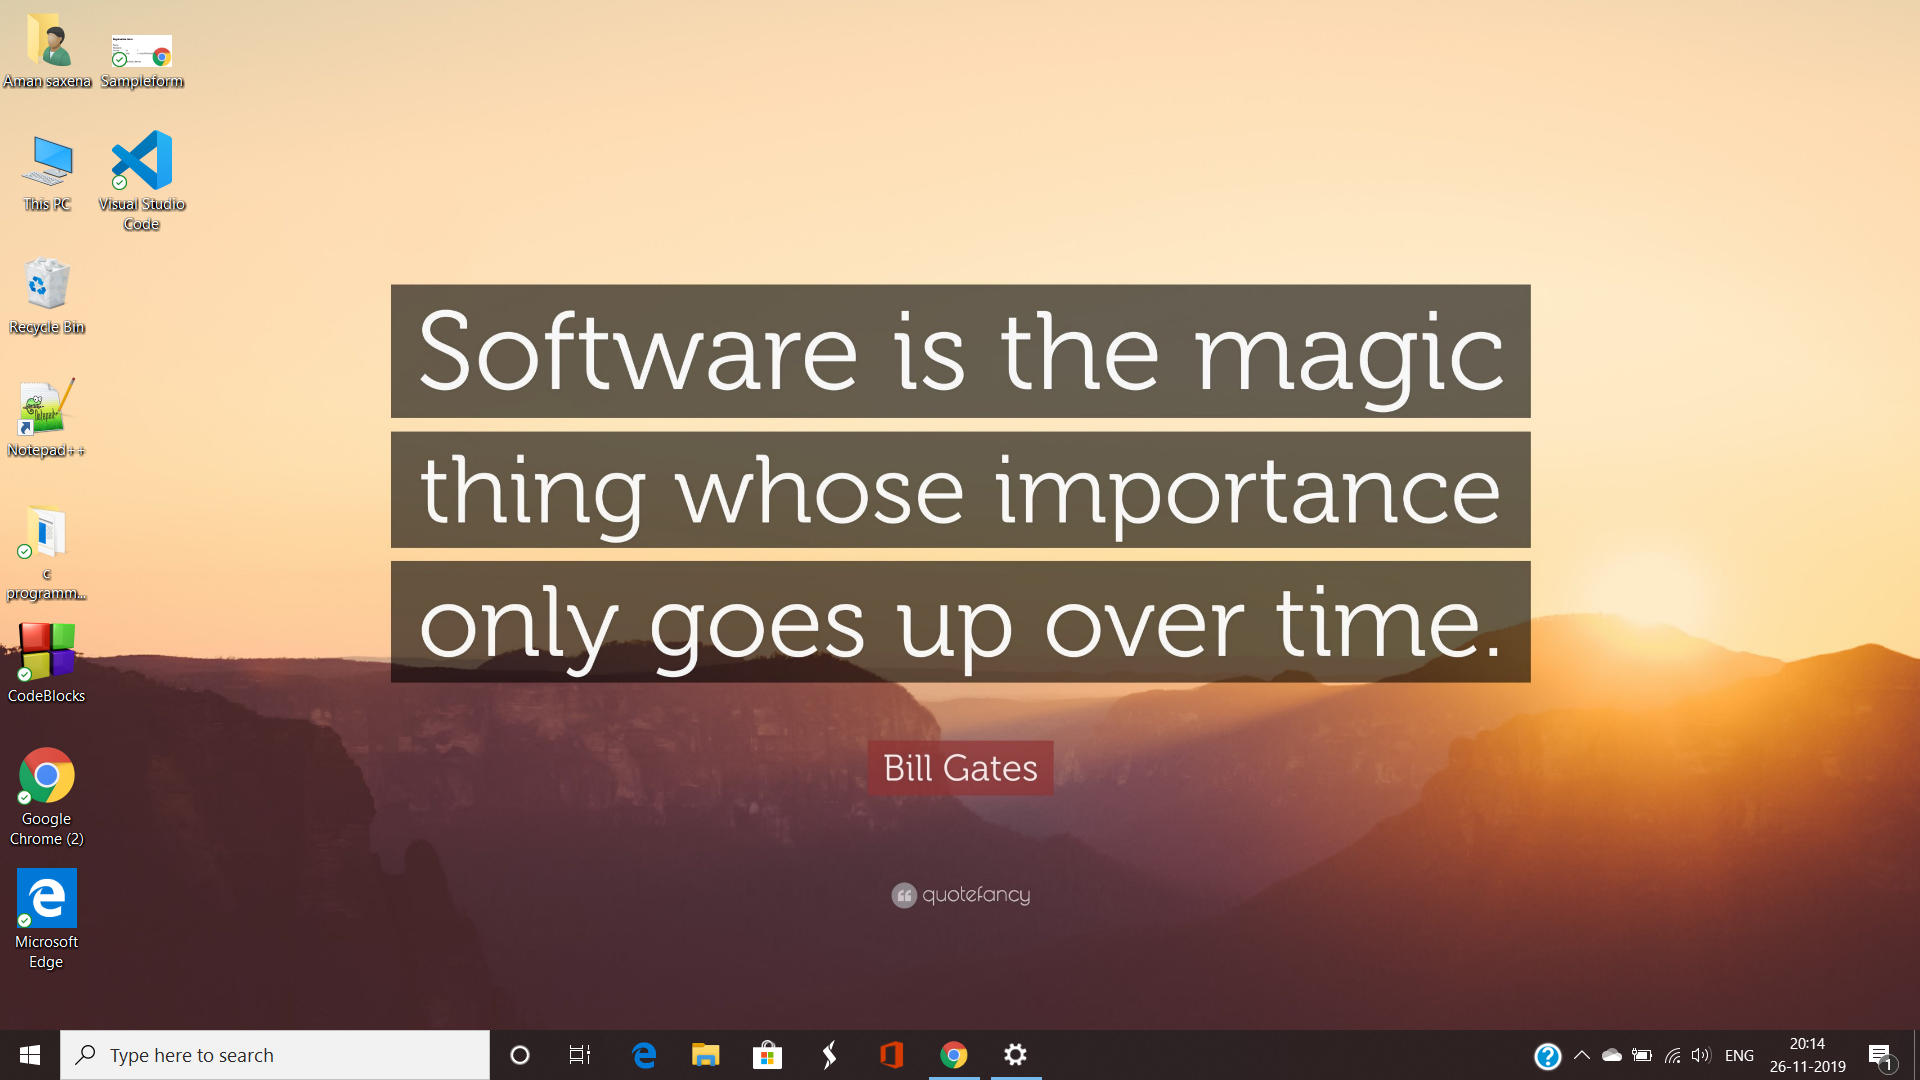 Aman saxena
Sampleform
This PC
Visual Studio
Code
Recycle Bin
Notepad++
c
programm...
CodeBlocks
Google
Chrome (2)
Microsoft
Edge
Software is the magic
thing whose importance
only goes up over time.
Bill Gates
quotefancy
Type here to search
ENG
20:14
26-11-2019
1